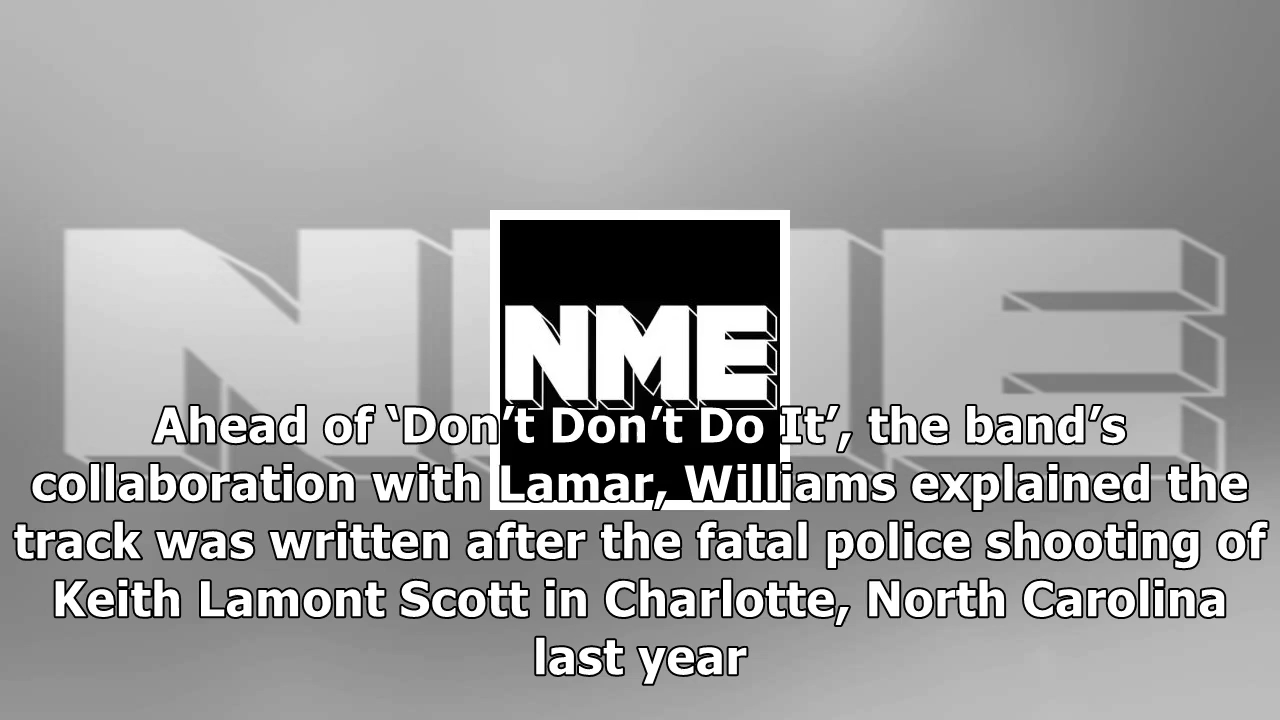 NME
NME
Ahead of ‘Don’t Don’t Do It’, the band’s
collaboration with Lamar, Williams explained the
track was written after the fatal police shooting of
Keith Lamont Scott in Charlotte, North Carolina
last year